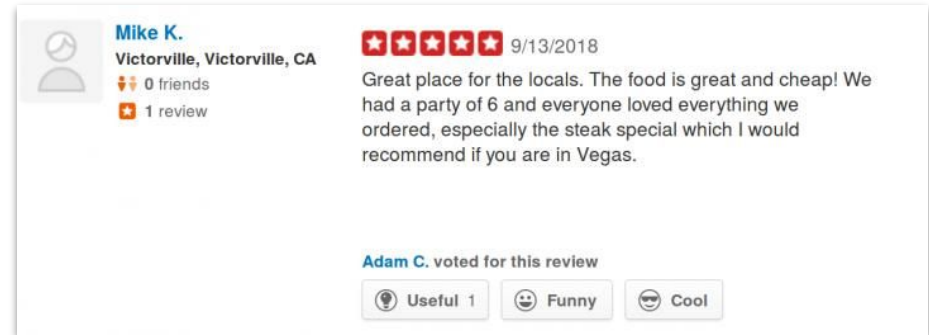 Mike K.
Victorville, Victorville, CA
0 friends
1 review
9/13/2018
Great place for the locals. The food is great and cheap! We
had a party of 6 and everyone loved everything we
ordered, especially the steak special which I would
recommend if you are in Vegas.
Adam C. voted for this review
Useful 1
Funny
Cool